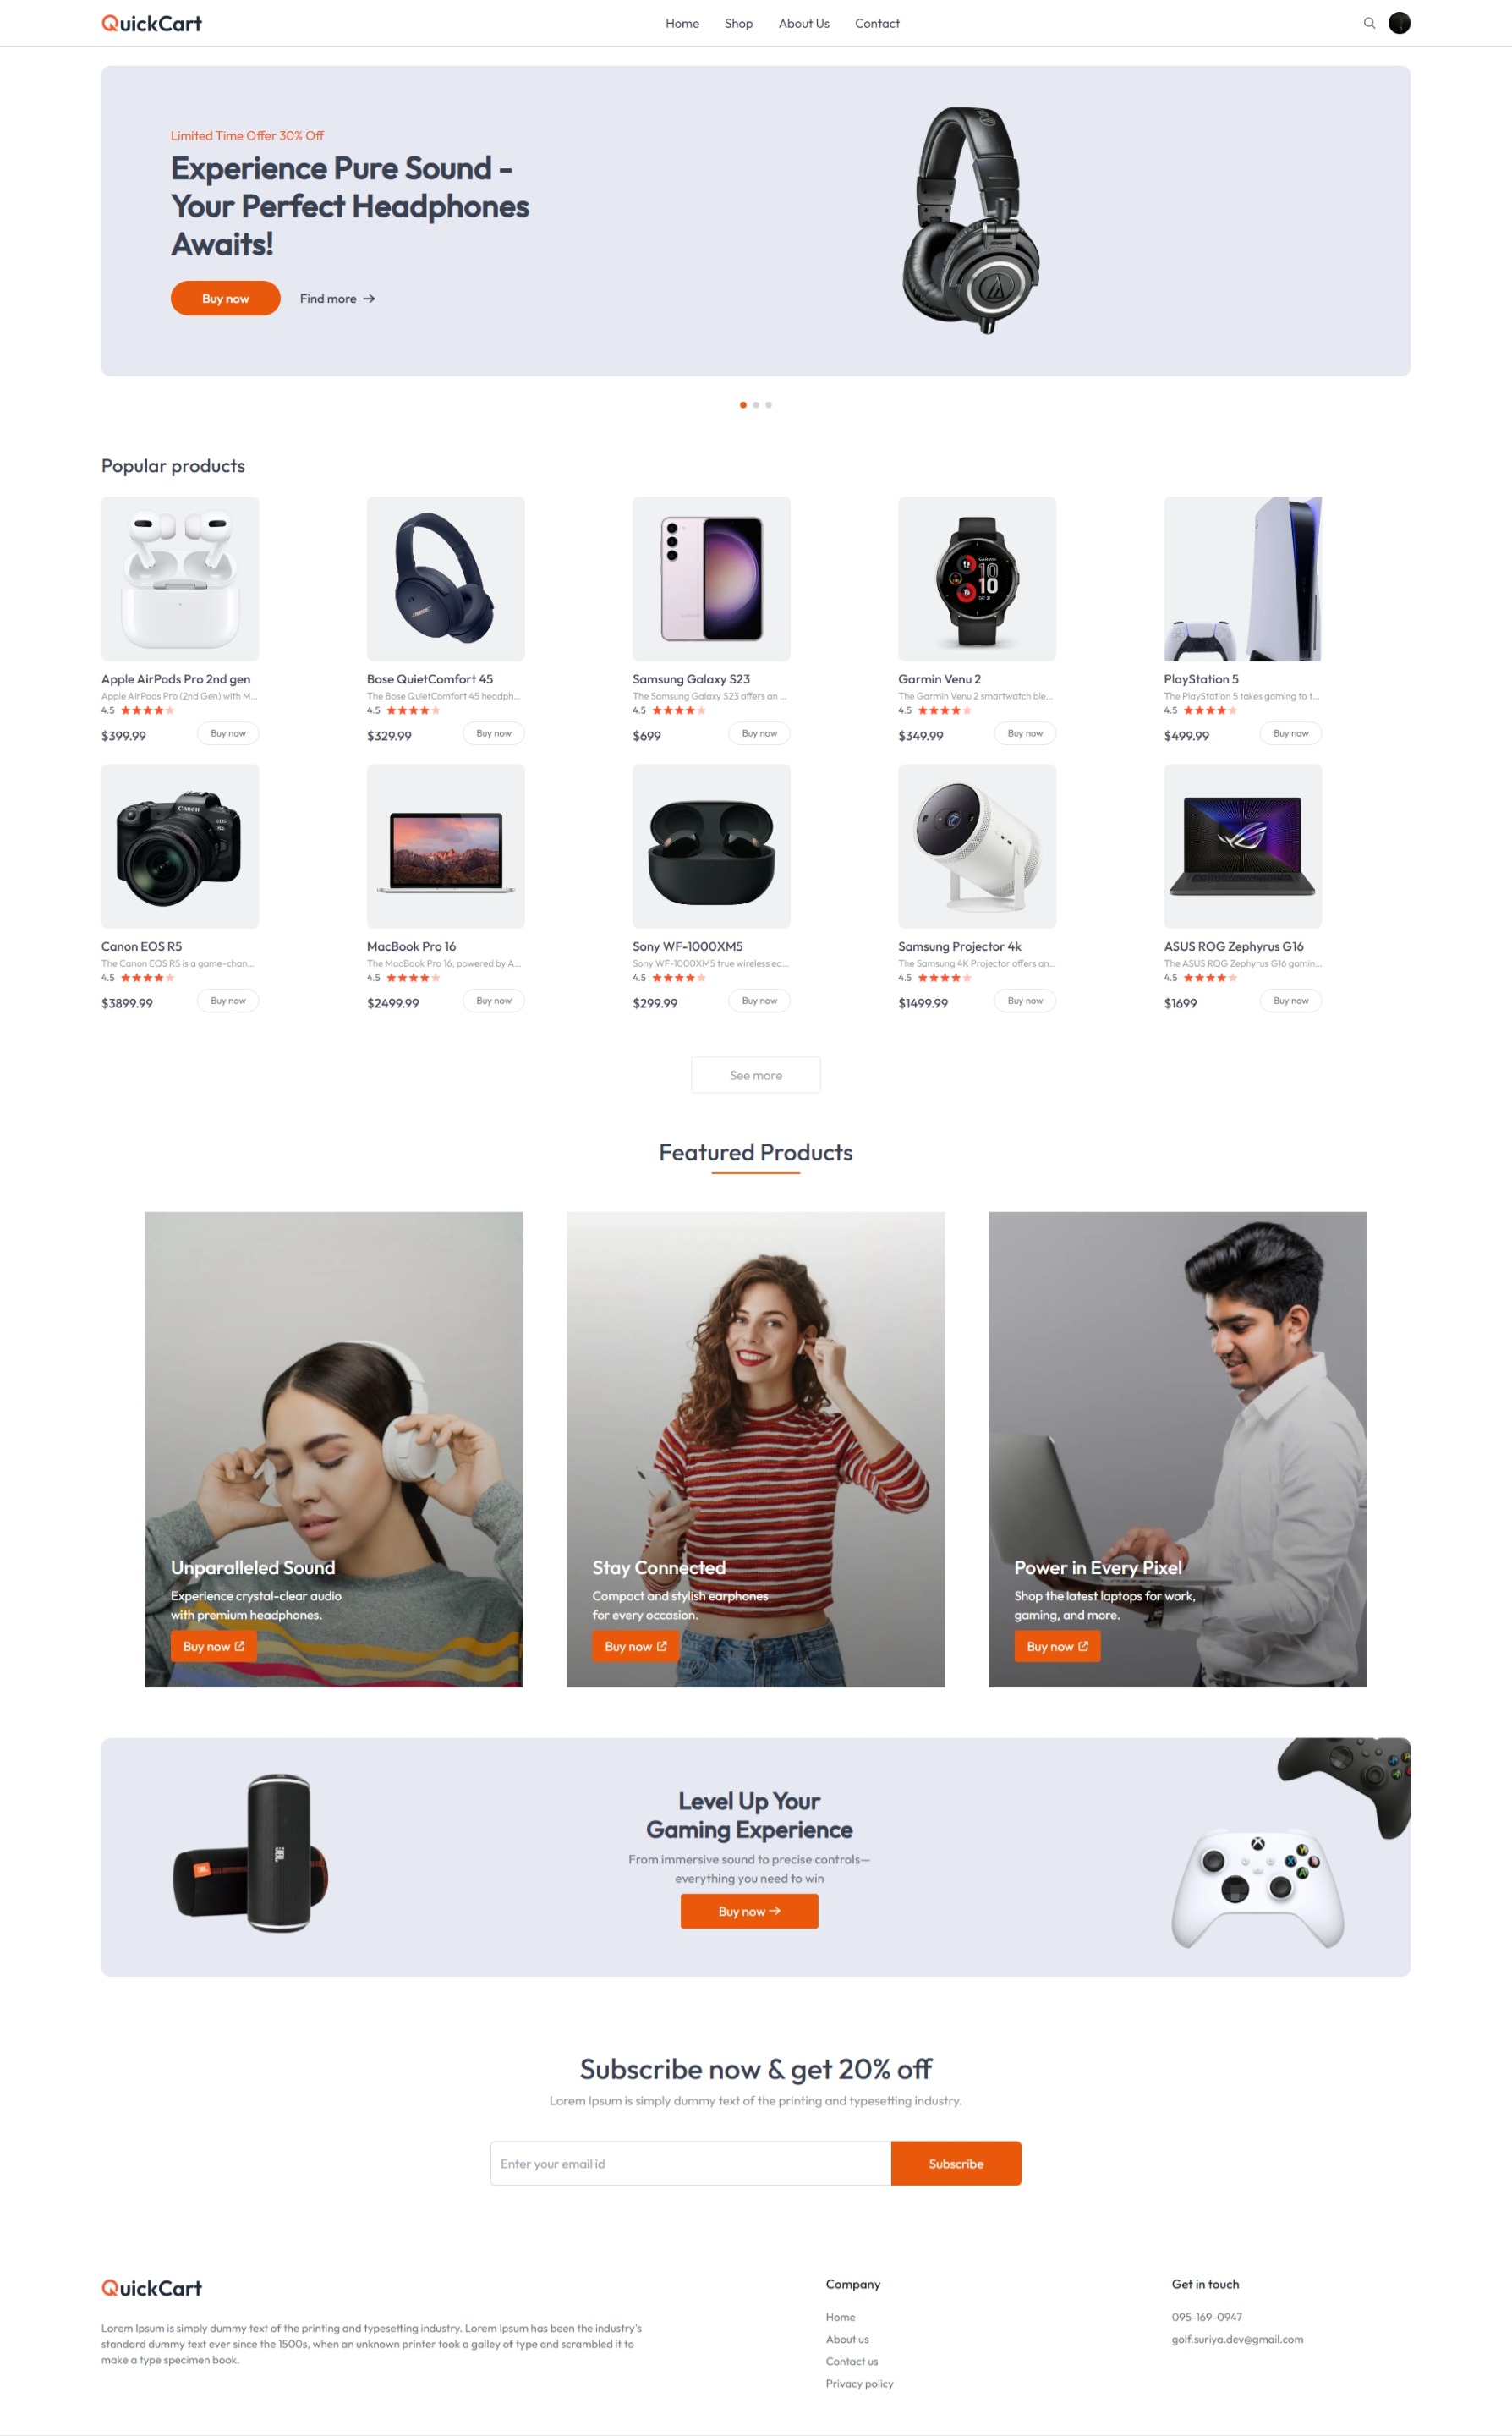 QuickCart
Home Shop About Us Contact
Limited Time Offer 30% Off
Experience Pure Sound -
Your Perfect Headphones
Awaits!
Buy now Find more →
Popular products
Apple AirPods Pro 2nd gen
Apple AirPods Pro (2nd Gen) with M...
4.5
$399.99 Buy now
Bose QuietComfort 45
The Bose QuietComfort 45 headph...
4.5
$329.99 Buy now
Samsung Galaxy S23
The Samsung Galaxy S23 offers an ...
4.5
$699 Buy now
Garmin Venu 2
The Garmin Venu 2 smartwatch ble...
4.5
$349.99 Buy now
PlayStation 5
The PlayStation 5 takes gaming to t...
4.5
$499.99 Buy now
Canon EOS R5
The Canon EOS R5 is a game-chan...
4.5
$3899.99 Buy now
MacBook Pro 16
The MacBook Pro 16, powered by A...
4.5
$2499.99 Buy now
Sony WF-1000XM5
Sony WF-1000XM5 true wireless ea...
4.5
$299.99 Buy now
Samsung Projector 4k
The Samsung 4K Projector offers an...
4.5
$1499.99 Buy now
ASUS ROG Zephyrus G16
The ASUS ROG Zephyrus G16 gamin...
4.5
$1699 Buy now
See more
Featured Products
Unparalleled Sound
Experience crystal-clear audio
with premium headphones.
Buy now
Stay Connected
Compact and stylish earphones
for every occasion.
Buy now
Power in Every Pixel
Shop the latest laptops for work,
gaming, and more.
Buy now
JBL
JBL
Level Up Your
Gaming Experience
From immersive sound to precise controls—
everything you need to win
Buy now →
Subscribe now & get 20% off
Lorem Ipsum is simply dummy text of the printing and typesetting industry.
Enter your email id Subscribe
QuickCart
Lorem Ipsum is simply dummy text of the printing and typesetting industry. Lorem Ipsum has been the industry's
standard dummy text ever since the 1500s, when an unknown printer took a galley of type and scrambled it to
make a type specimen book.
Company
Home
About us
Contact us
Privacy policy
Get in touch
095-169-0947
golf.suriya.dev@gmail.com